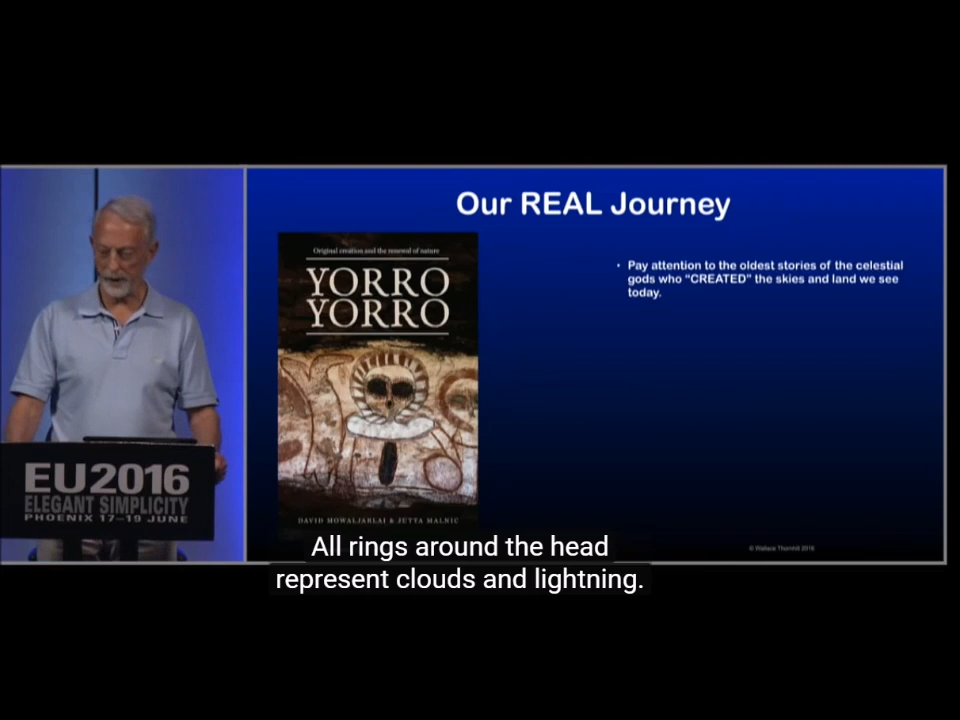 Our REAL Journey
Original creation and the renewal of nature
YORRO
YORRO
DAVID MOWALJARLAI & JUTTA MALNIC
• Pay attention to the oldest stories of the celestial
gods who "CREATED" the skies and land we see
today.
EU2016
ELEGANT SIMPLICITY
PHOENIX 17–19 JUNE
© Wallace Thornhill 2016
All rings around the head
represent clouds and lightning.